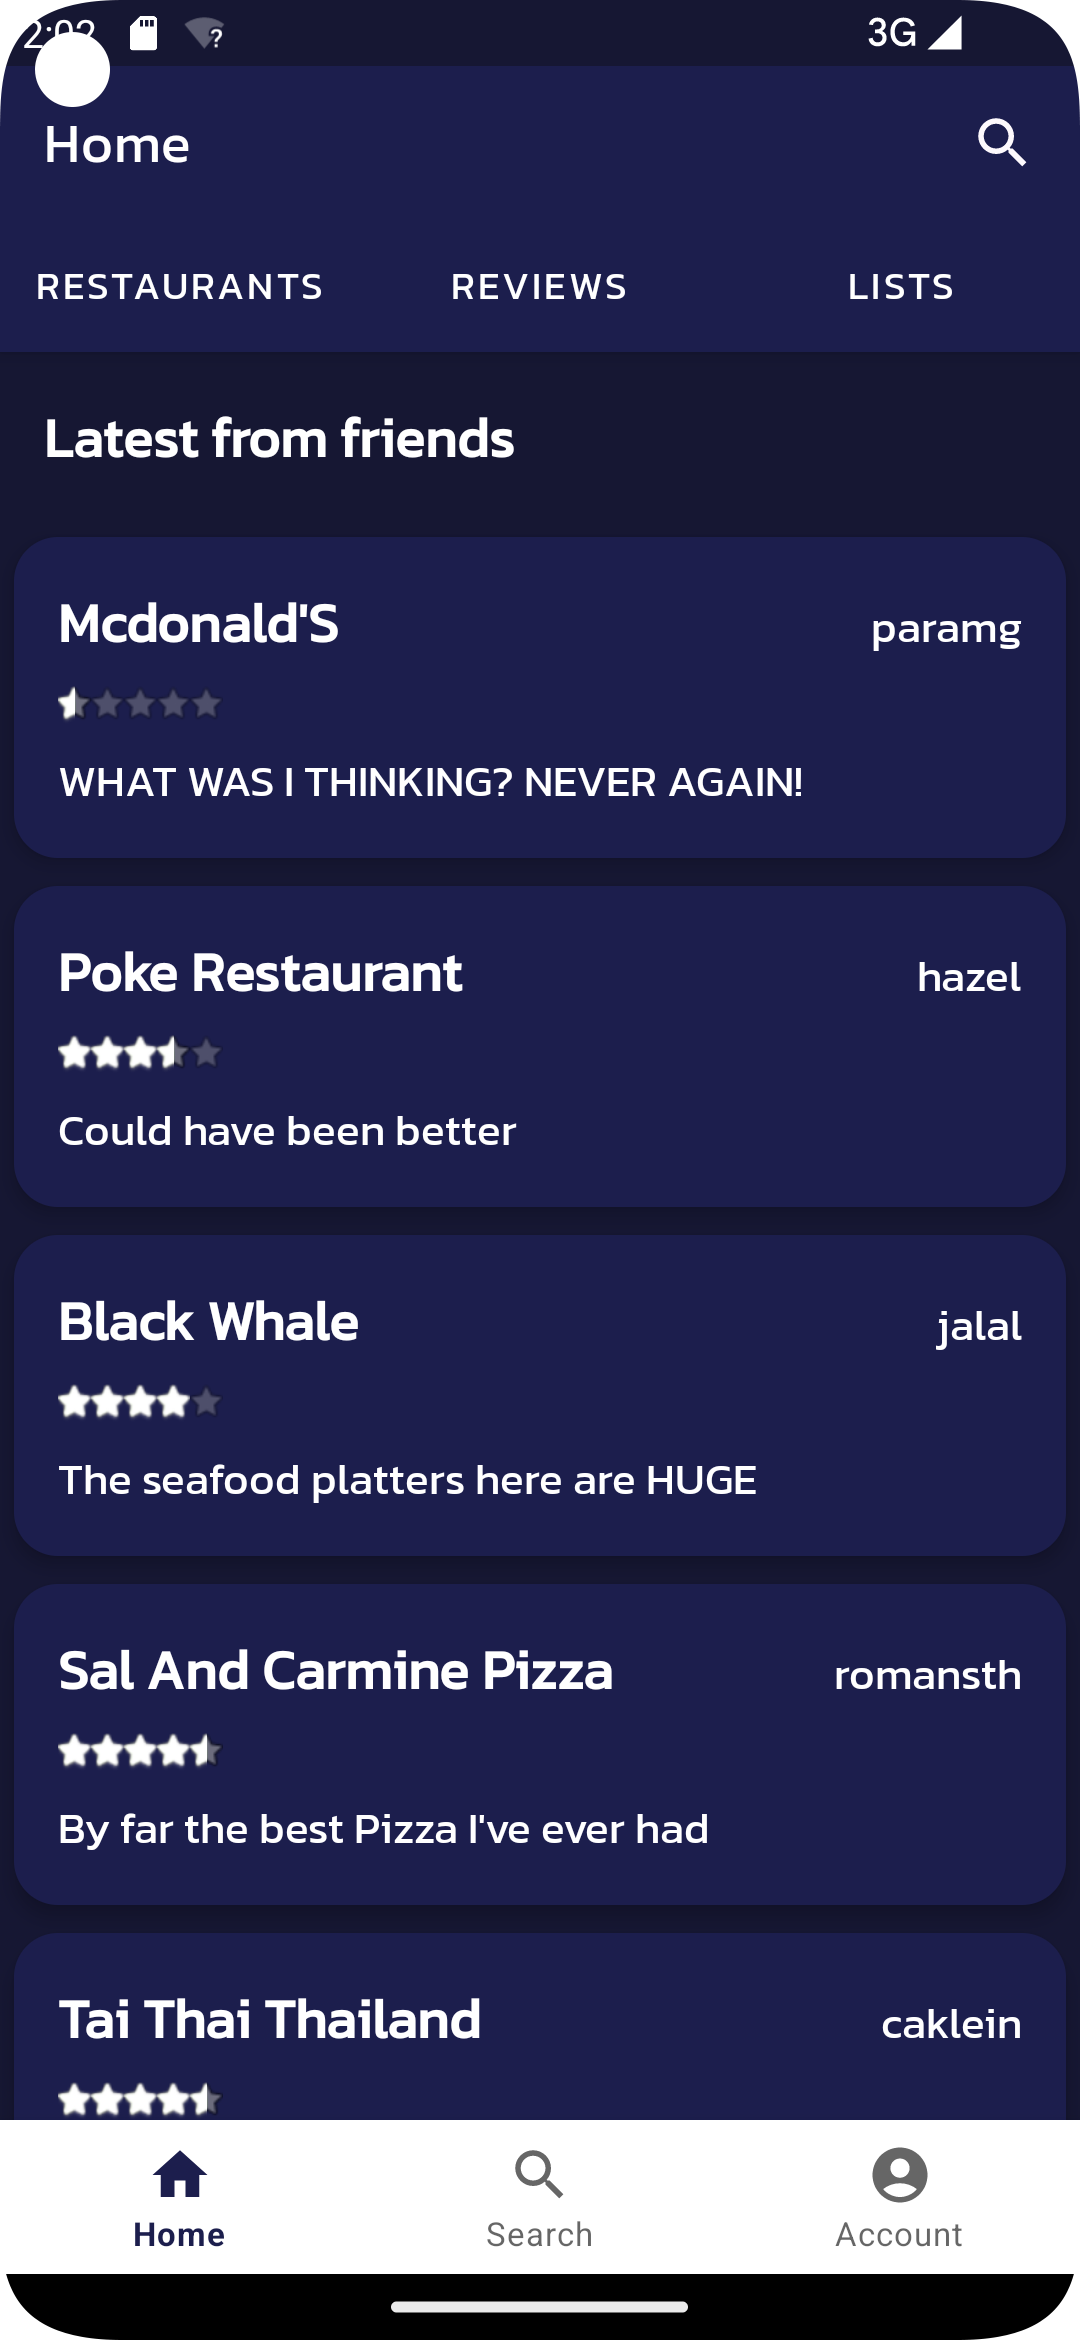 3G
Home
RESTAURANTS REVIEWS LISTS
Latest from friends
Mcdonald'S paramg
WHAT WAS I THINKING? NEVER AGAIN!
Poke Restaurant hazel
Could have been better
Black Whale jalal
The seafood platters here are HUGE
Sal And Carmine Pizza romansth
By far the best Pizza I've ever had
Tai Thai Thailand caklein
Home Search Account